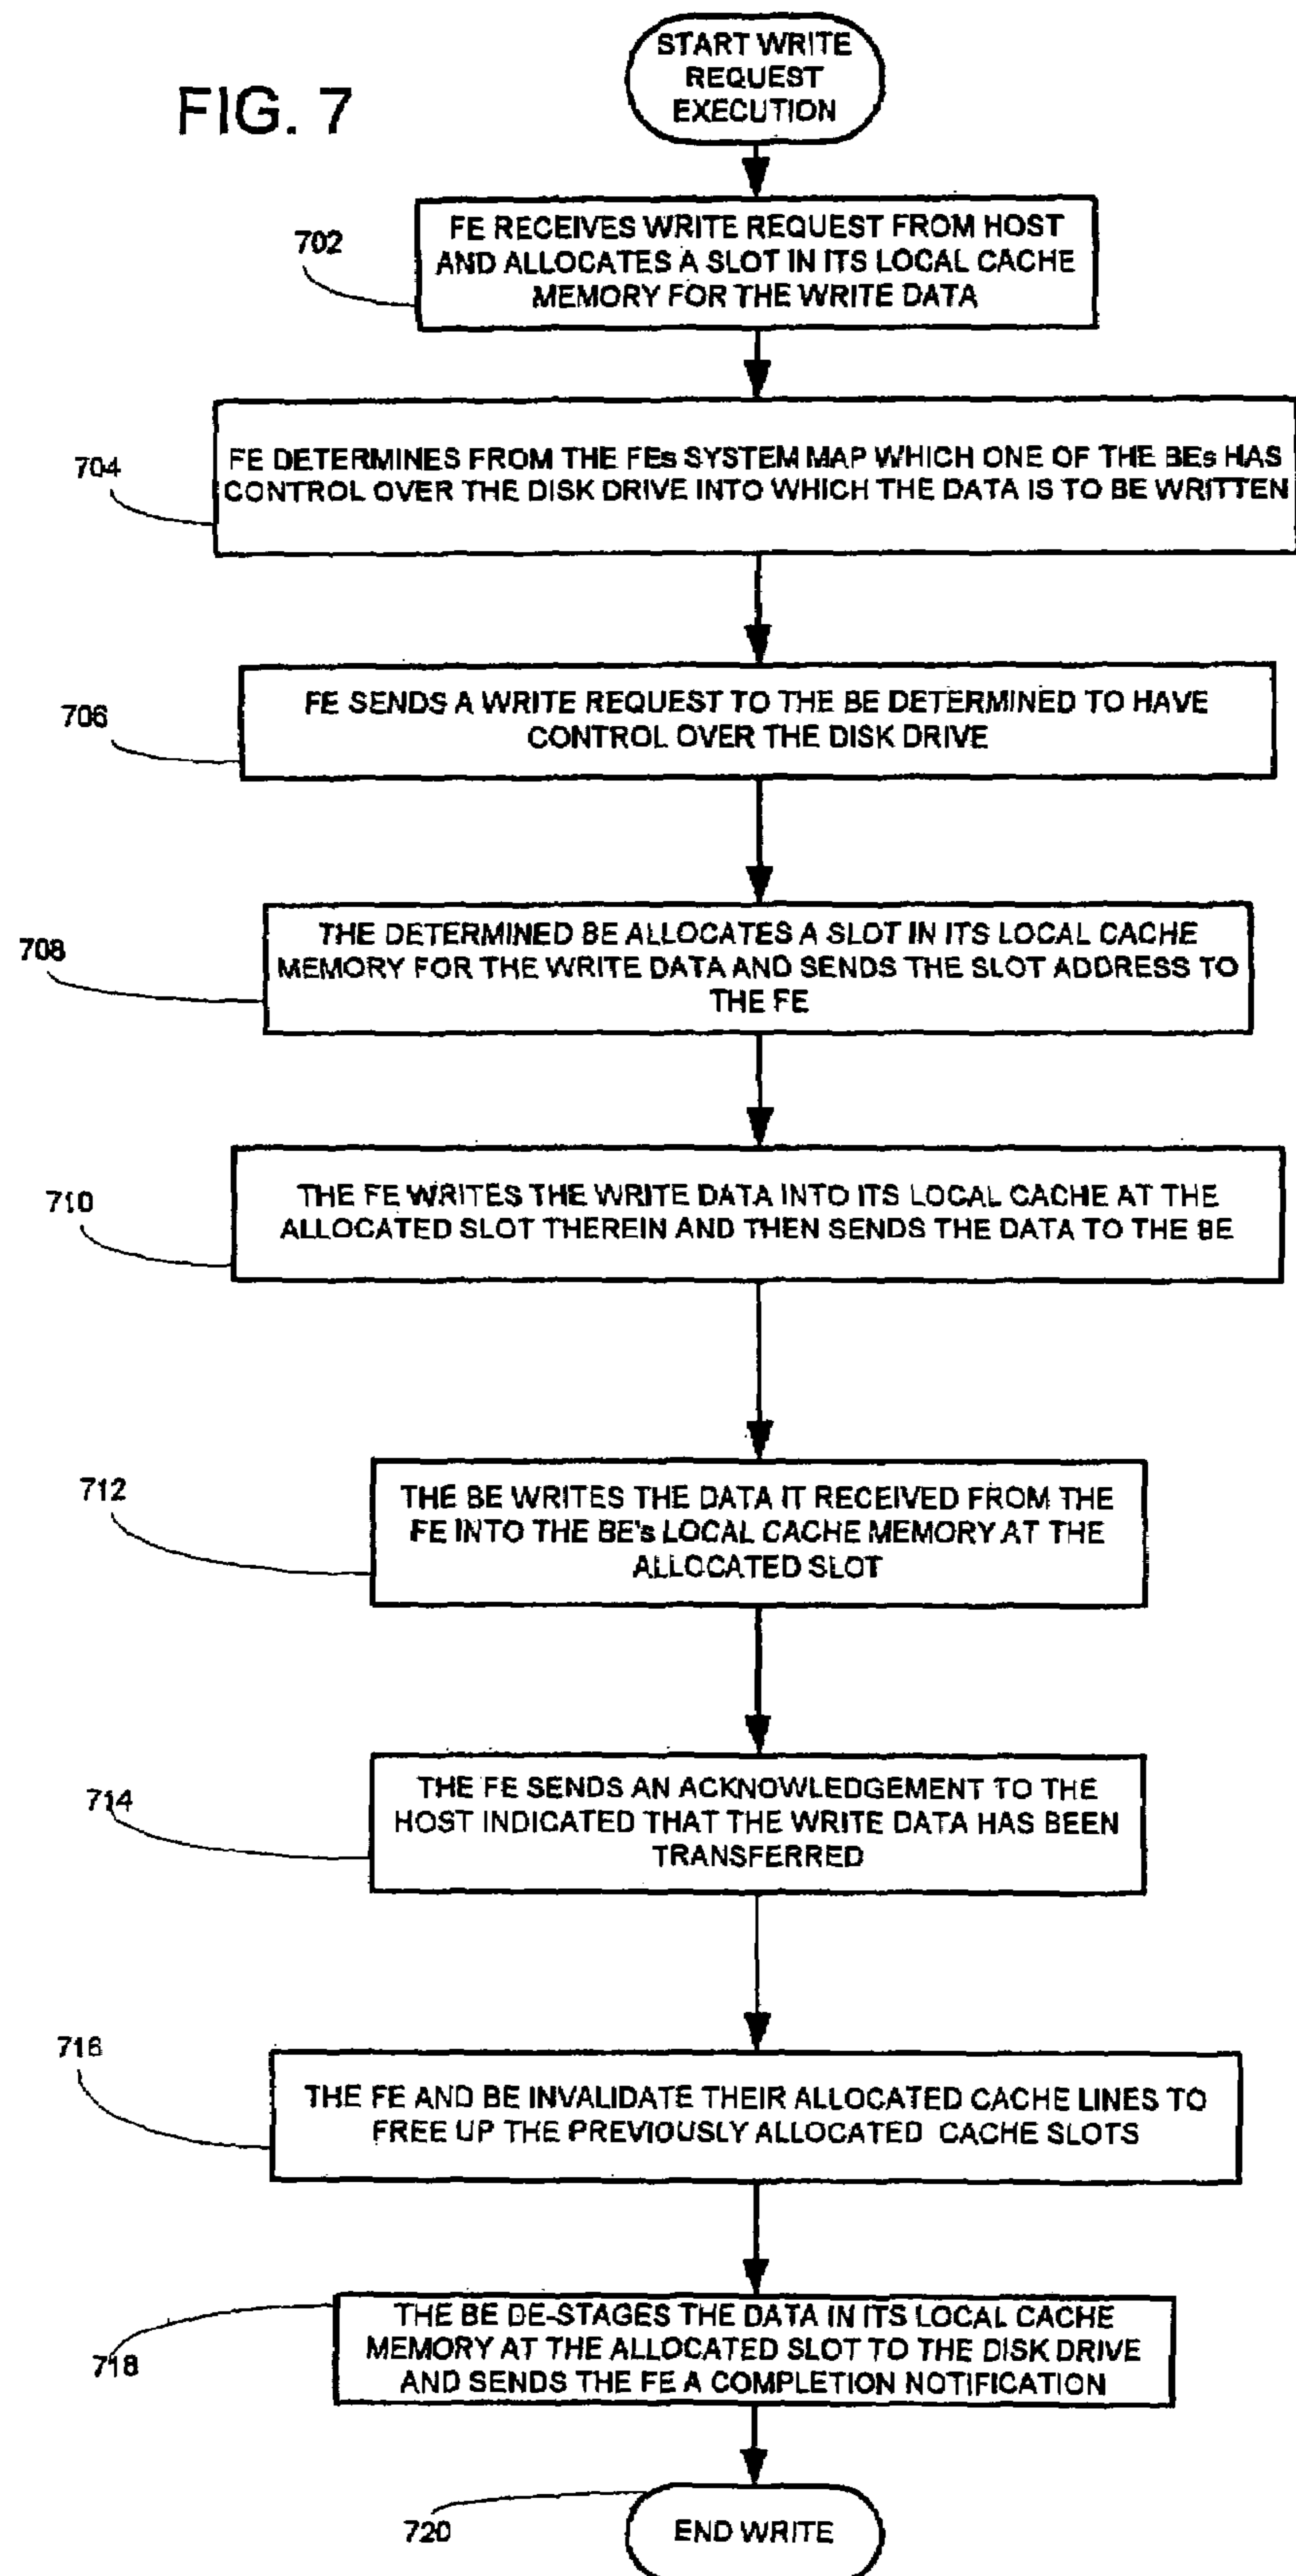 FIG. 7
START WRITE
REQUEST
EXECUTION
702
FE RECEIVES WRITE REQUEST FROM HOST
AND ALLOCATES A SLOT IN ITS LOCAL CACHE
MEMORY FOR THE WRITE DATA
704
FE DETERMINES FROM THE FEs SYSTEM MAP WHICH ONE OF THE BEs HAS
CONTROL OVER THE DISK DRIVE INTO WHICH THE DATA IS TO BE WRITTEN
706
FE SENDS A WRITE REQUEST TO THE BE DETERMINED TO HAVE
CONTROL OVER THE DISK DRIVE
708
THE DETERMINED BE ALLOCATES A SLOT IN ITS LOCAL CACHE
MEMORY FOR THE WRITE DATA AND SENDS THE SLOT ADDRESS TO
THE FE
710
THE FE WRITES THE WRITE DATA INTO ITS LOCAL CACHE AT THE
ALLOCATED SLOT THEREIN AND THEN SENDS THE DATA TO THE BE
712
THE BE WRITES THE DATA IT RECEIVED FROM THE
FE INTO THE BE's LOCAL CACHE MEMORY AT THE
ALLOCATED SLOT
714
THE FE SENDS AN ACKNOWLEDGEMENT TO THE
HOST INDICATED THAT THE WRITE DATA HAS BEEN
TRANSFERRED
716
THE FE AND BE INVALIDATE THEIR ALLOCATED CACHE LINES TO
FREE UP THE PREVIOUSLY ALLOCATED CACHE SLOTS
718
THE BE DE-STAGES THE DATA IN ITS LOCAL CACHE
MEMORY AT THE ALLOCATED SLOT TO THE DISK DRIVE
AND SENDS THE FE A COMPLETION NOTIFICATION
720
END WRITE